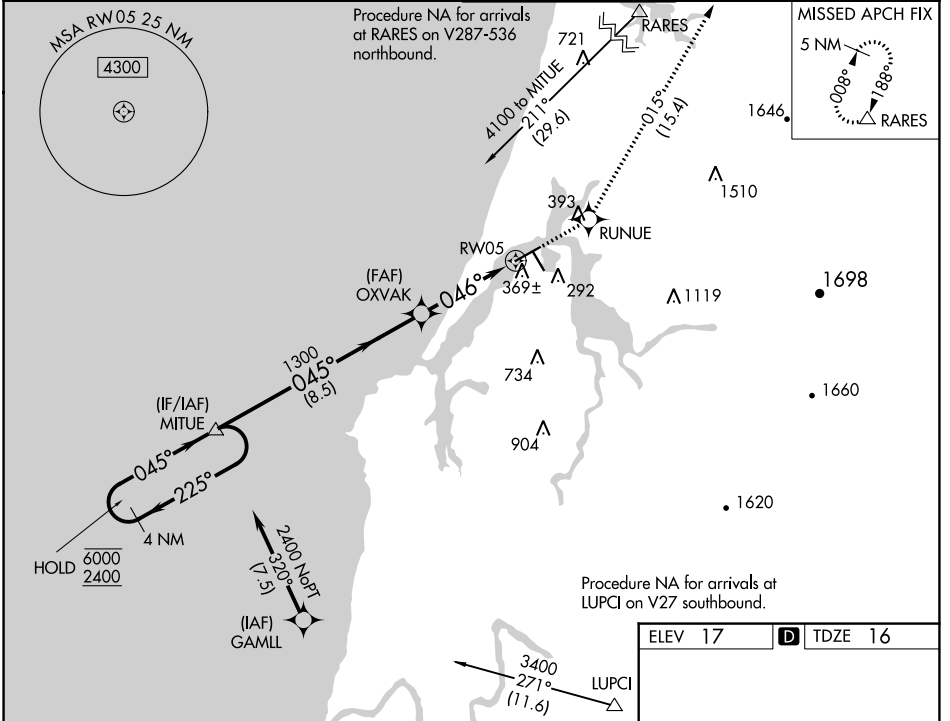 MSA RW05 25 NM
4300
Procedure NA for arrivals
at RARES on V287-536
northbound.
721
RARES
4100 to MITUE
211°
(29.6)
015°
(15.4)
MISSED APCH FIX
5 NM
008°
188°
RARES
1646
1510
393
RUNUE
RW05
369±
292
1119
1698
(FAF)
OXVAK
046°
1300
045°
(8.5)
734
1660
(IF/IAF)
MITUE
904
045°
225°
4 NM
HOLD
6000
2400
1620
2400 NoPT
320°
(7.5)
(IAF)
GAMLL
Procedure NA for arrivals at
LUPCI on V27 southbound.
3400
271°
(11.6)
LUPCI
ELEV 17
D
TDZE 16